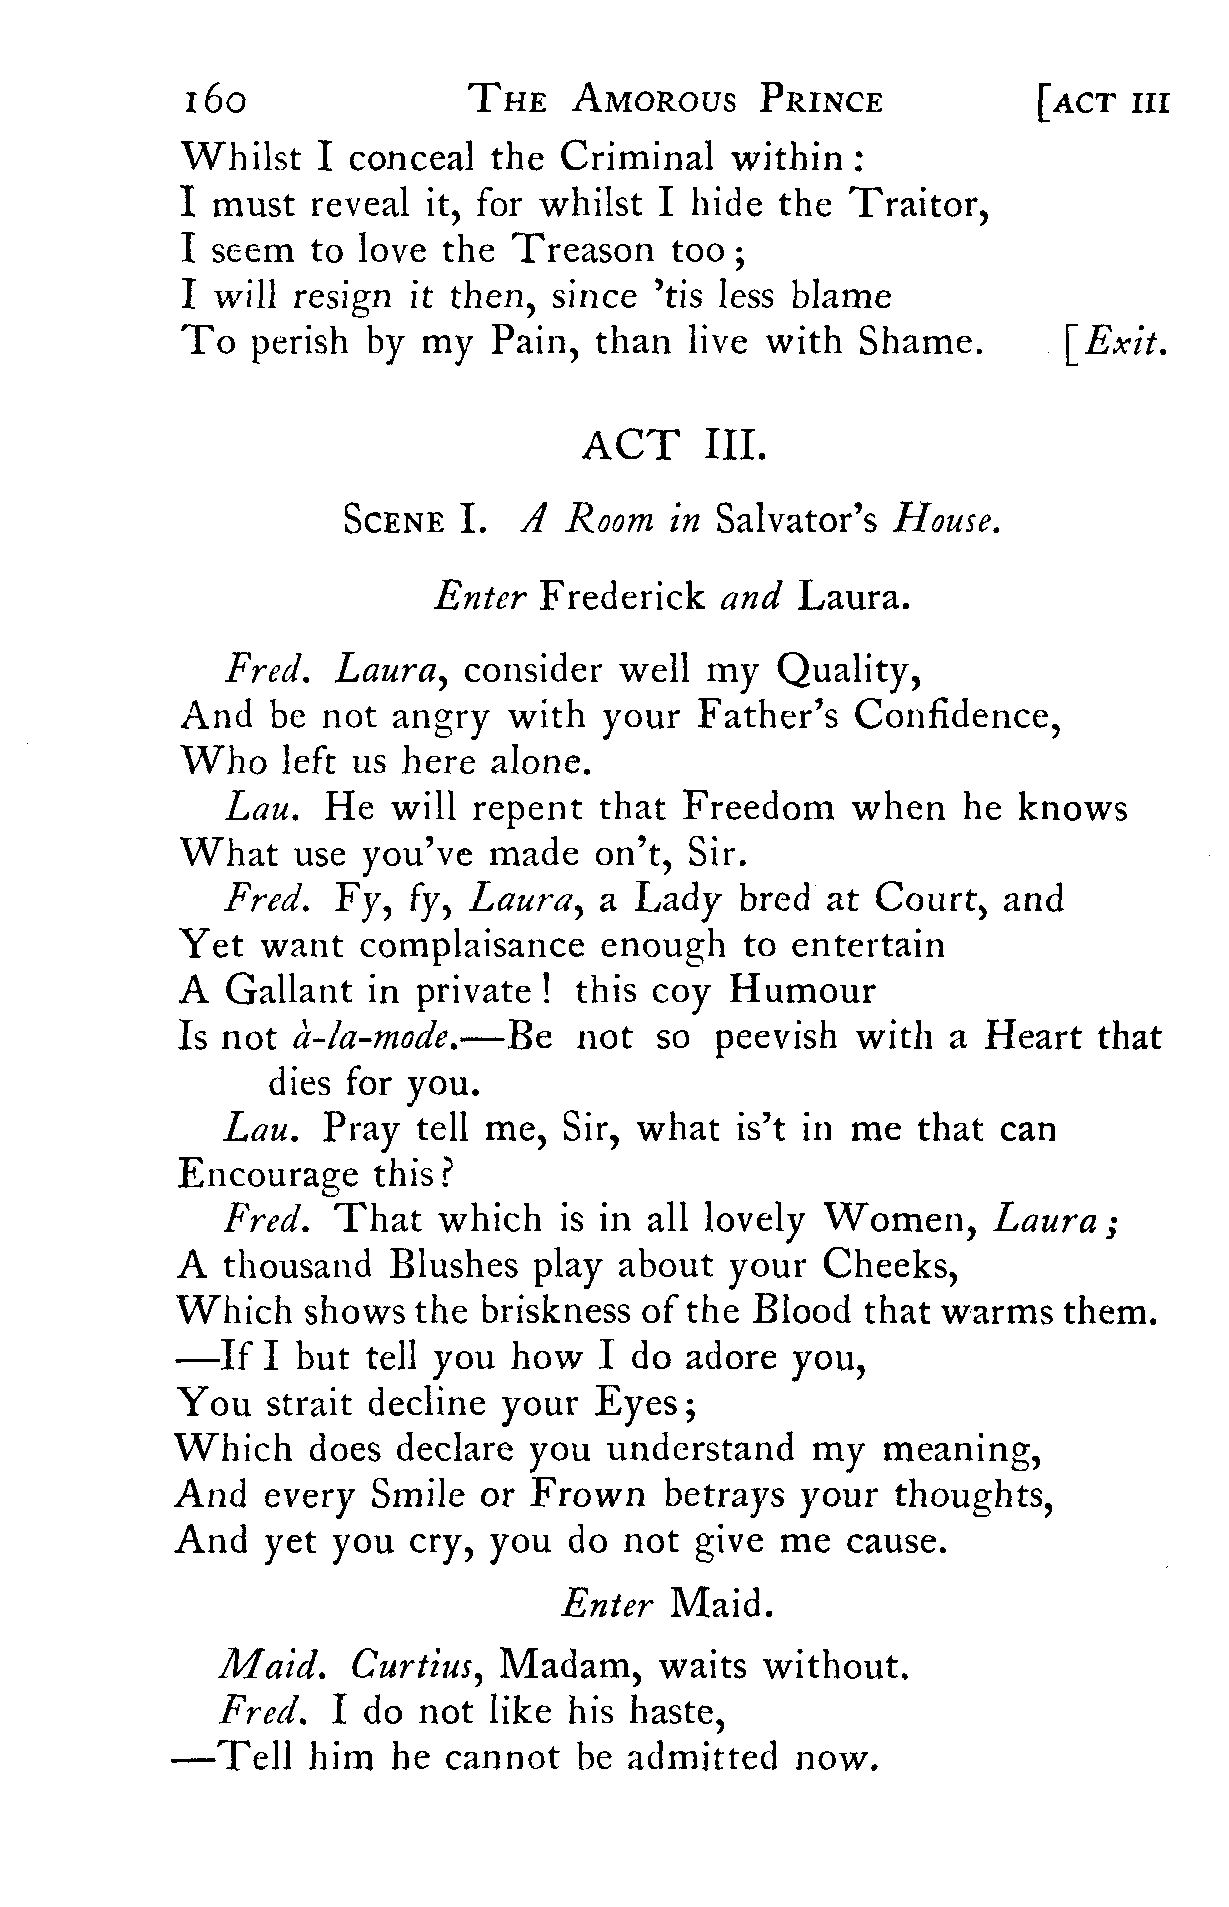 160 THE AMOROUS PRINCE [ACT III
Whilst I conceal the Criminal within :
I must reveal it, for whilst I hide the Traitor,
I seem to love the Treason too ;
I will resign it then, since 'tis less blame
To perish by my Pain, than live with Shame. [Exit.
ACT III.
SCENE I. A Room in Salvator's House.
Enter Frederick and Laura.
Fred. Laura, consider well my Quality,
And be not angry with your Father's Confidence,
Who left us here alone.
Lau. He will repent that Freedom when he knows
What use you've made on't, Sir.
Fred. Fy, fy, Laura, a Lady bred at Court, and
Yet want complaisance enough to entertain
A Gallant in private ! this coy Humour
Is not à-la-mode.—Be not so peevish with a Heart that
dies for you.
Lau. Pray tell me, Sir, what is't in me that can
Encourage this ?
Fred. That which is in all lovely Women, Laura ;
A thousand Blushes play about your Cheeks,
Which shows the briskness of the Blood that warms them.
—If I but tell you how I do adore you,
You strait decline your Eyes ;
Which does declare you understand my meaning,
And every Smile or Frown betrays your thoughts,
And yet you cry, you do not give me cause.
Enter Maid.
Maid. Curtius, Madam, waits without.
Fred. I do not like his haste,
—Tell him he cannot be admitted now.